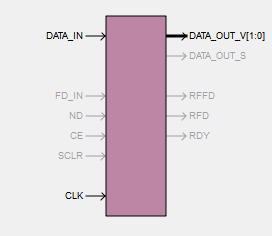 DATA_IN
DATA_OUT_V[1:0]
DATA_OUT_S
FD_IN
RFFD
ND
RFD
CE
RDY
SCLR
CLK